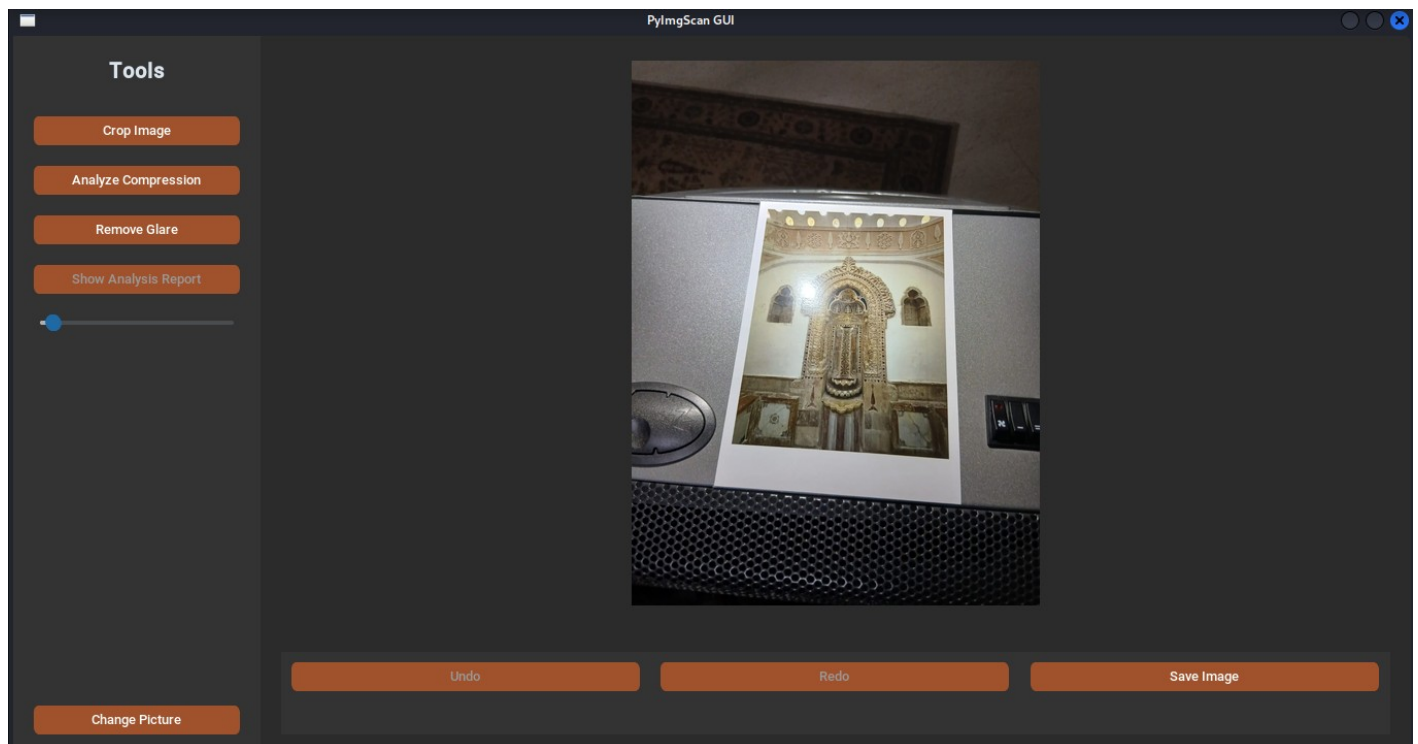 PyImgScan GUI
Tools
Crop Image
Analyze Compression
Remove Glare
Show Analysis Report
Undo
Redo
Save Image
Change Picture